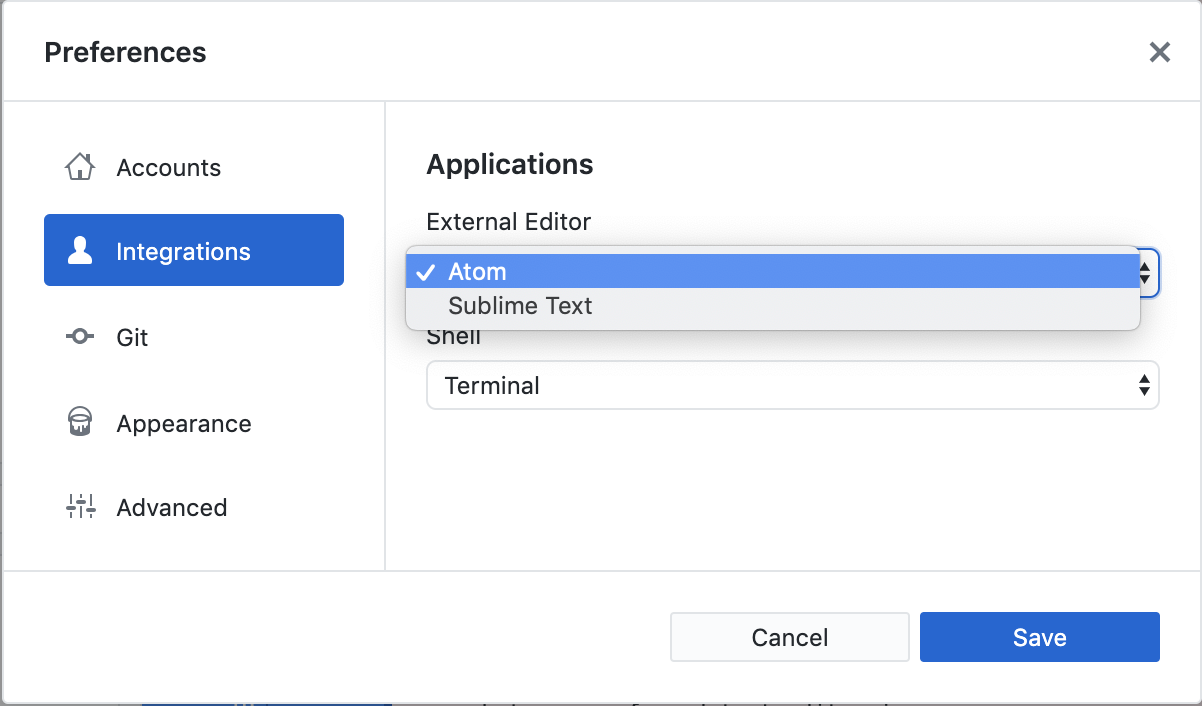 Preferences
Accounts
Integrations
Git
Appearance
Advanced
Applications
External Editor
Atom
Sublime Text
Shell
Terminal
Cancel
Save